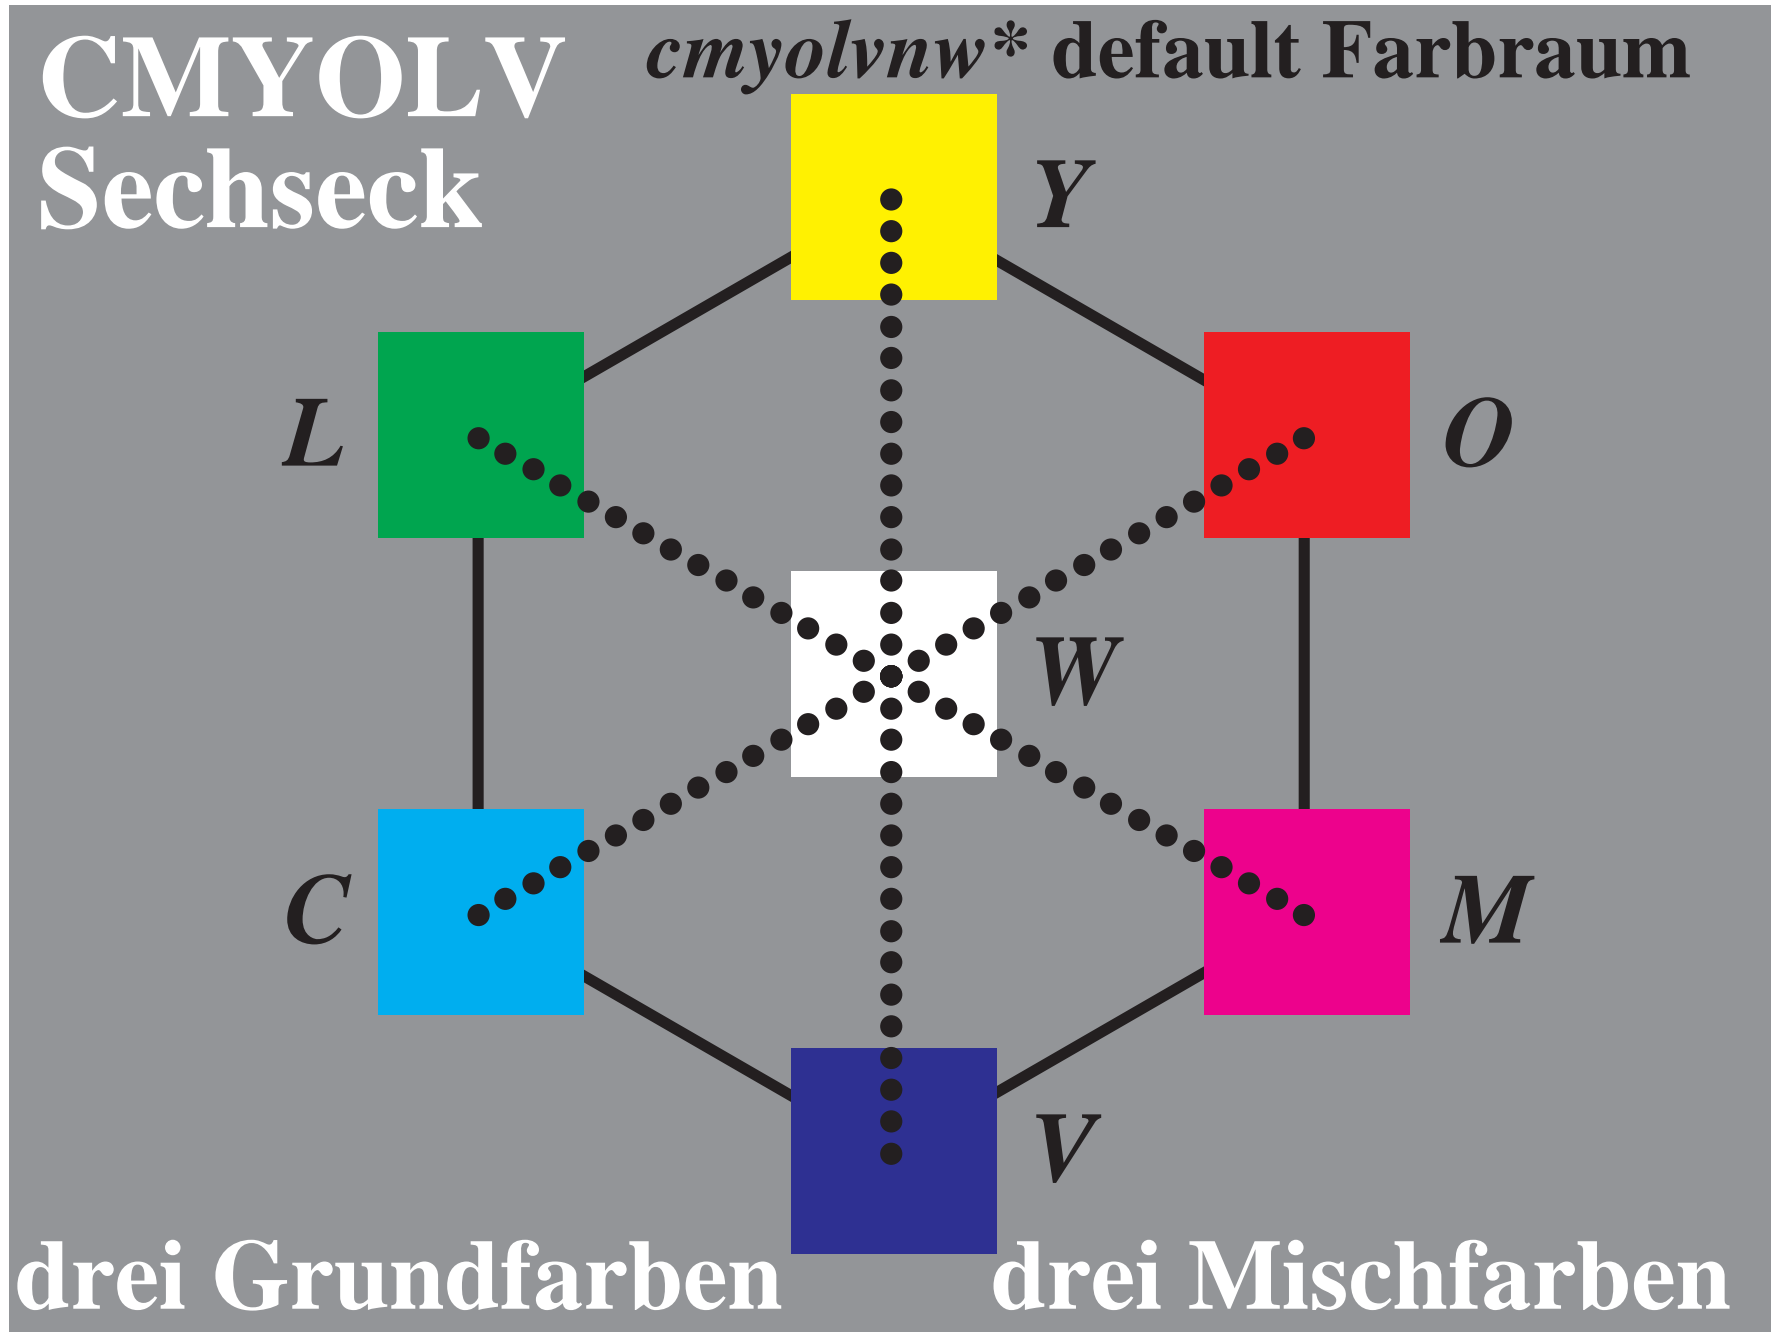 CMYOLV
Sechseck
cmyolvnw* default Farbraum
Y
L
O
W
C
M
V
drei Grundfarben
drei Mischfarben